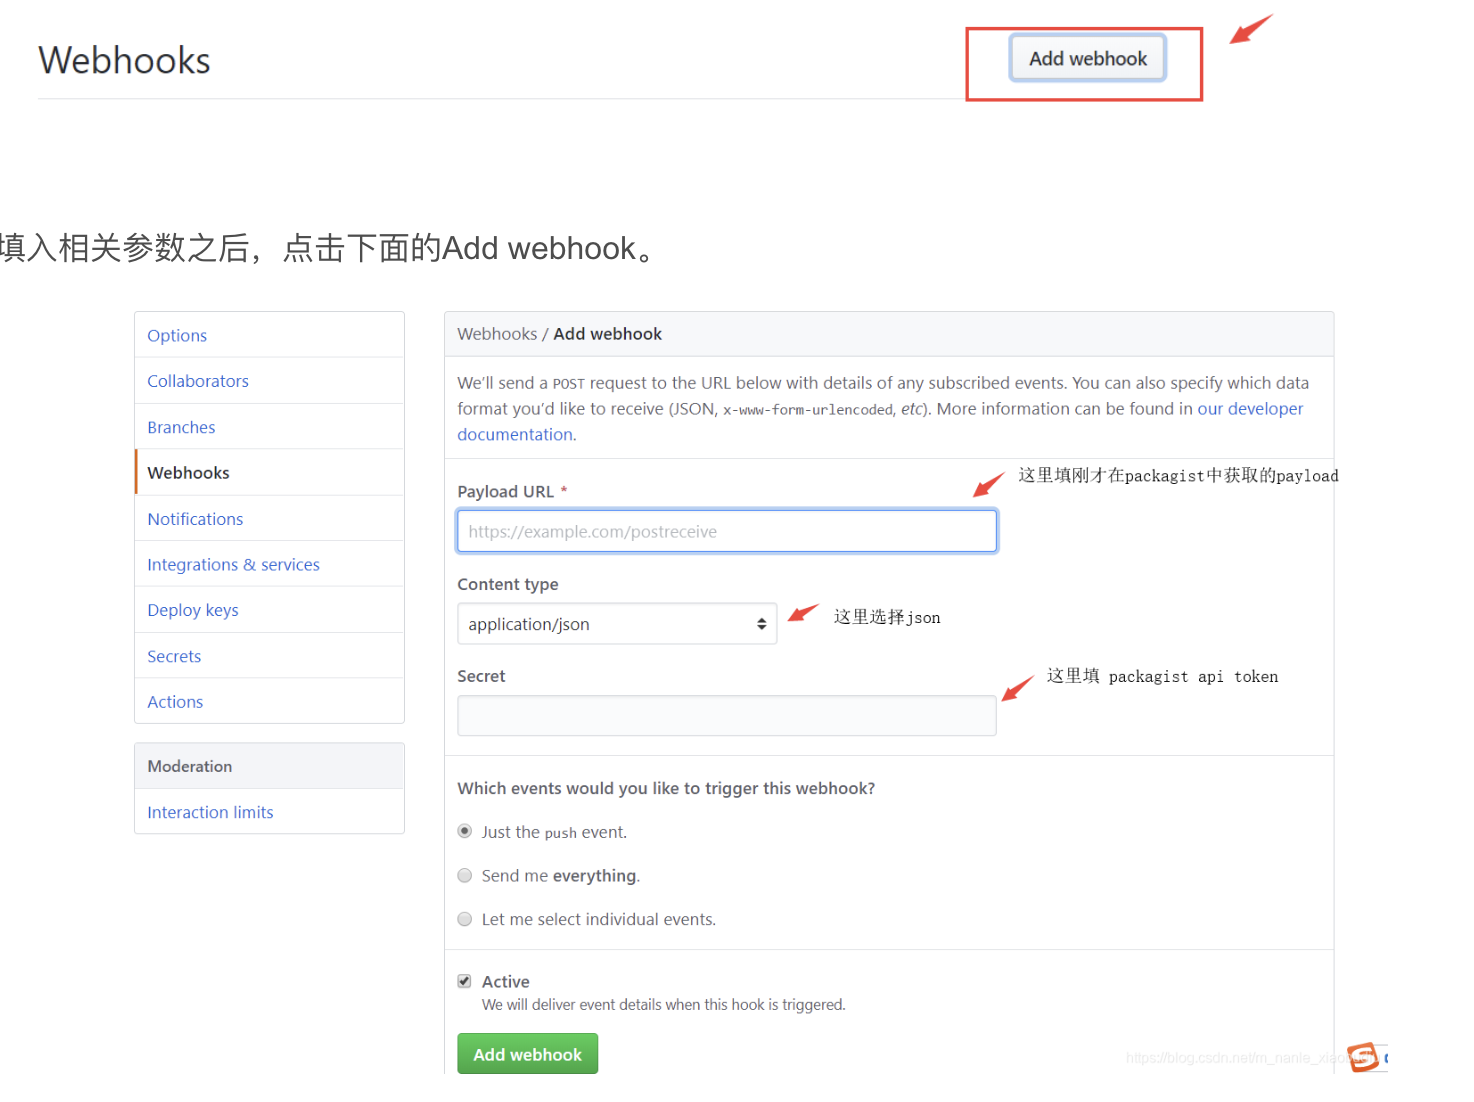 Webhooks
Add webhook
填入相关参数之后，点击下面的Add webhook。
Options
Collaborators
Branches
Webhooks
Notifications
Integrations & services
Deploy keys
Secrets
Actions
Moderation
Interaction limits
Webhooks / Add webhook
We'll send a POST request to the URL below with details of any subscribed events. You can also specify which data
format you'd like to receive (JSON, x-www-form-urlencoded, etc). More information can be found in our developer
documentation.
这里填刚才在packagist中获取的payload
Payload URL *
https://example.com/postreceive
Content type
application/json
这里选择json
Secret
这里填 packagist api token
Which events would you like to trigger this webhook?
Just the push event.
Send me everything.
Let me select individual events.
Active
We will deliver event details when this hook is triggered.
Add webhook